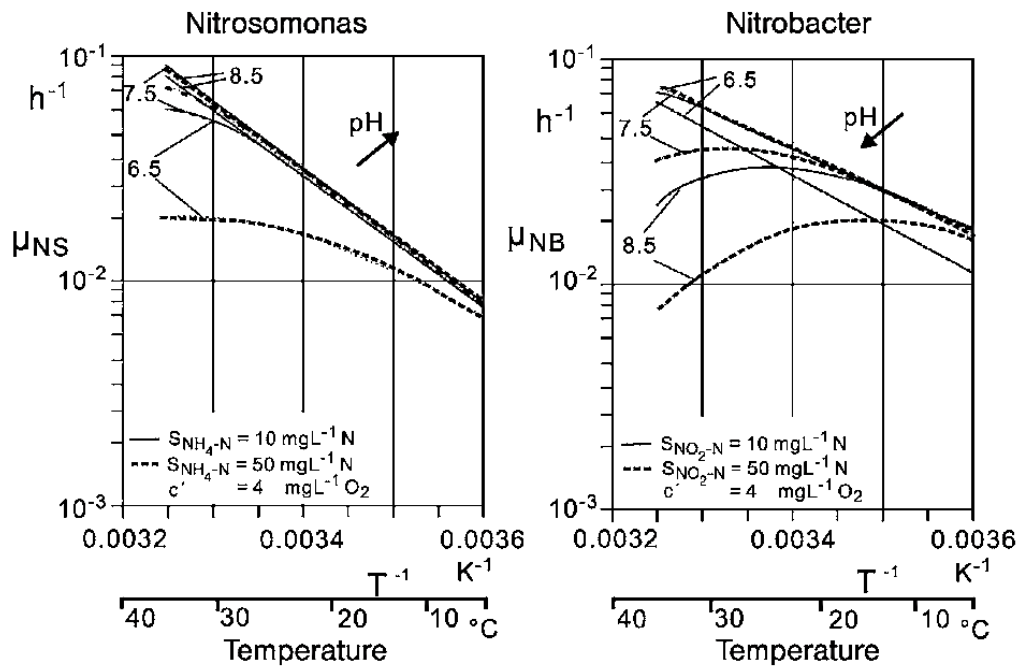 Nitrosomonas
10⁻¹
h⁻¹
8.5
7.5
pH
6.5
μNS
10⁻²
S_NH₄-N = 10 mgL⁻¹ N
S_NH₄-N = 50 mgL⁻¹ N
c′ = 4 mgL⁻¹ O₂
10⁻³
0.0032 0.0034 0.0036
T⁻¹ K⁻¹
40 30 20 10 °C
Temperature
Nitrobacter
10⁻¹
h⁻¹
6.5
7.5
pH
μNB
8.5
10⁻²
S_NO₂-N = 10 mgL⁻¹ N
S_NO₂-N = 50 mgL⁻¹ N
c′ = 4 mgL⁻¹ O₂
10⁻³
0.0032 0.0034 0.0036
T⁻¹ K⁻¹
40 30 20 10 °C
Temperature